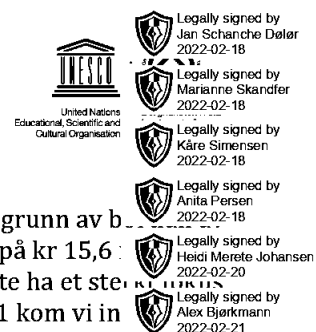 UNESCO
United Nations
Educational, Scientific and
Cultural Organisation
Legally signed by
Jan Schanche Dølør
2022-02-18
Legally signed by
Marianne Skandfer
2022-02-18
Legally signed by
Kåre Simensen
2022-02-18
Legally signed by
Anita Persen
2022-02-18
Legally signed by
Heidi Merete Johansen
2022-02-20
Legally signed by
Alex Bjørkmann
2022-02-21
grunn av
på kr 15,6
te ha et
1 kom vi in